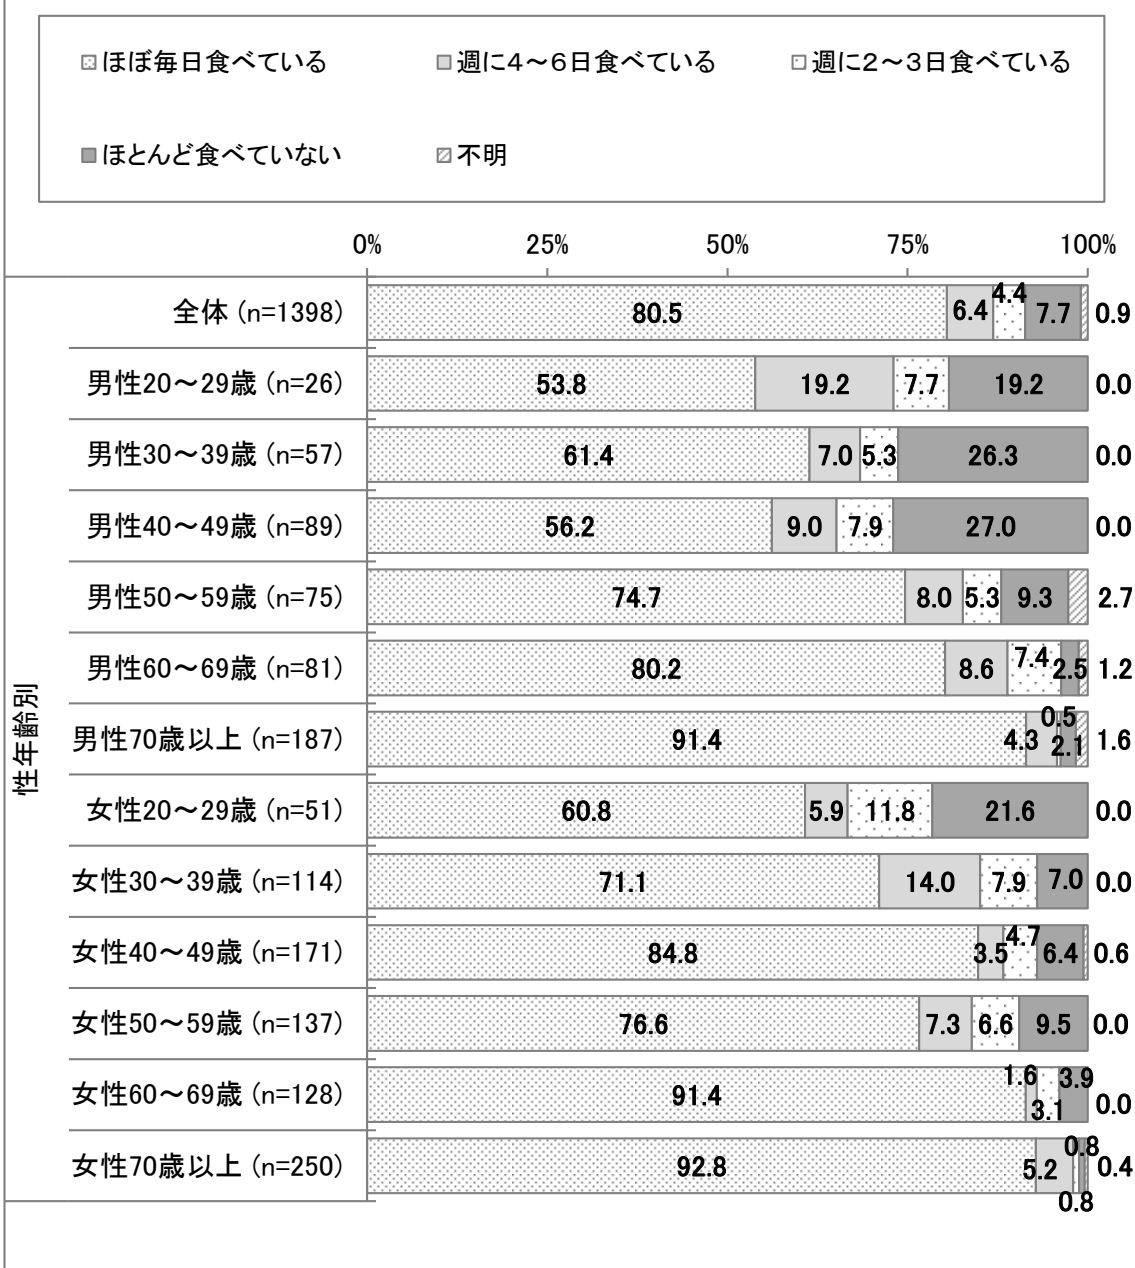 ほぼ毎日食べている 週に4～6日食べている 週に2～3日食べている
ほとんど食べていない 不明
0% 25% 50% 75% 100%
性年齢別
全体 (n=1398) 80.5 6.4 4.4 7.7 0.9
男性20～29歳 (n=26) 53.8 19.2 7.7 19.2 0.0
男性30～39歳 (n=57) 61.4 7.0 5.3 26.3 0.0
男性40～49歳 (n=89) 56.2 9.0 7.9 27.0 0.0
男性50～59歳 (n=75) 74.7 8.0 5.3 9.3 2.7
男性60～69歳 (n=81) 80.2 8.6 7.4 2.5 1.2
男性70歳以上 (n=187) 91.4 4.3 0.5 2.1 1.6
女性20～29歳 (n=51) 60.8 5.9 11.8 21.6 0.0
女性30～39歳 (n=114) 71.1 14.0 7.9 7.0 0.0
女性40～49歳 (n=171) 84.8 3.5 4.7 6.4 0.6
女性50～59歳 (n=137) 76.6 7.3 6.6 9.5 0.0
女性60～69歳 (n=128) 91.4 1.6 3.1 3.9 0.0
女性70歳以上 (n=250) 92.8 5.2 0.8 0.8 0.4